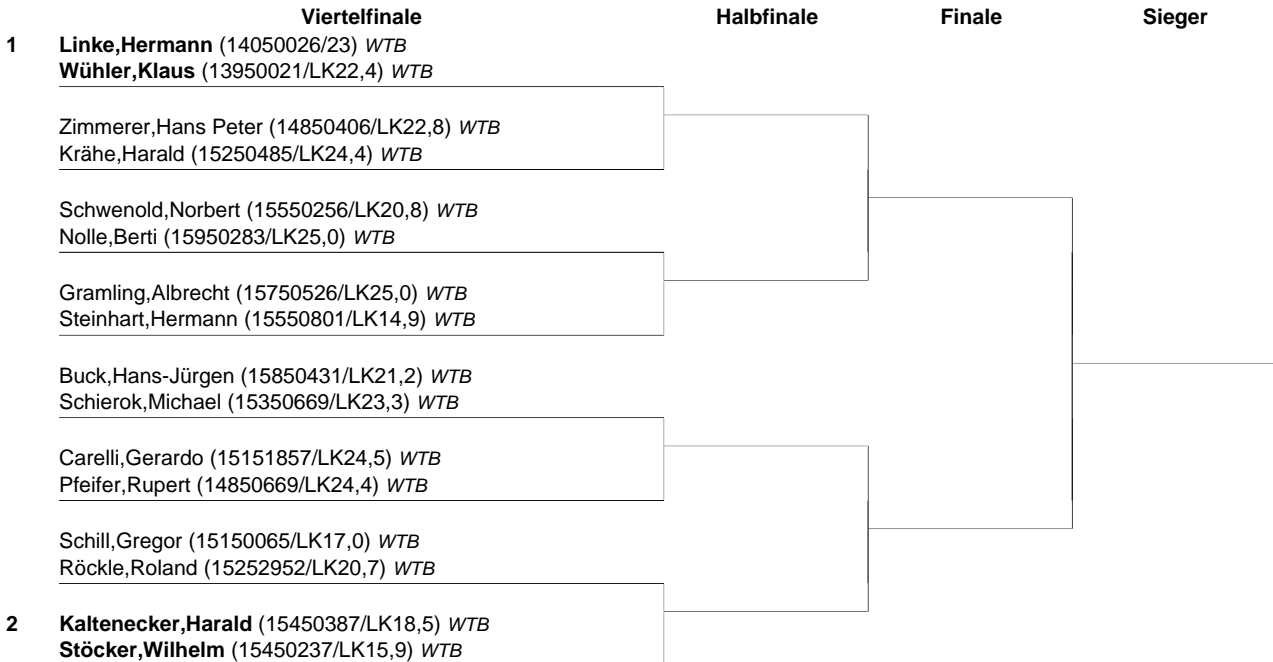 Viertelfinale Halbfinale Finale Sieger
1 Linke,Hermann (14050026/23) WTB
Wühler,Klaus (13950021/LK22,4) WTB
Zimmerer,Hans Peter (14850406/LK22,8) WTB
Krähe,Harald (15250485/LK24,4) WTB
Schwenold,Norbert (15550256/LK20,8) WTB
Nolle,Berti (15950283/LK25,0) WTB
Gramling,Albrecht (15750526/LK25,0) WTB
Steinhart,Hermann (15550801/LK14,9) WTB
Buck,Hans-Jürgen (15850431/LK21,2) WTB
Schierok,Michael (15350669/LK23,3) WTB
Carelli,Gerardo (15151857/LK24,5) WTB
Pfeifer,Rupert (14850669/LK24,4) WTB
Schill,Gregor (15150065/LK17,0) WTB
Röckle,Roland (15252952/LK20,7) WTB
2 Kaltenecker,Harald (15450387/LK18,5) WTB
Stöcker,Wilhelm (15450237/LK15,9) WTB